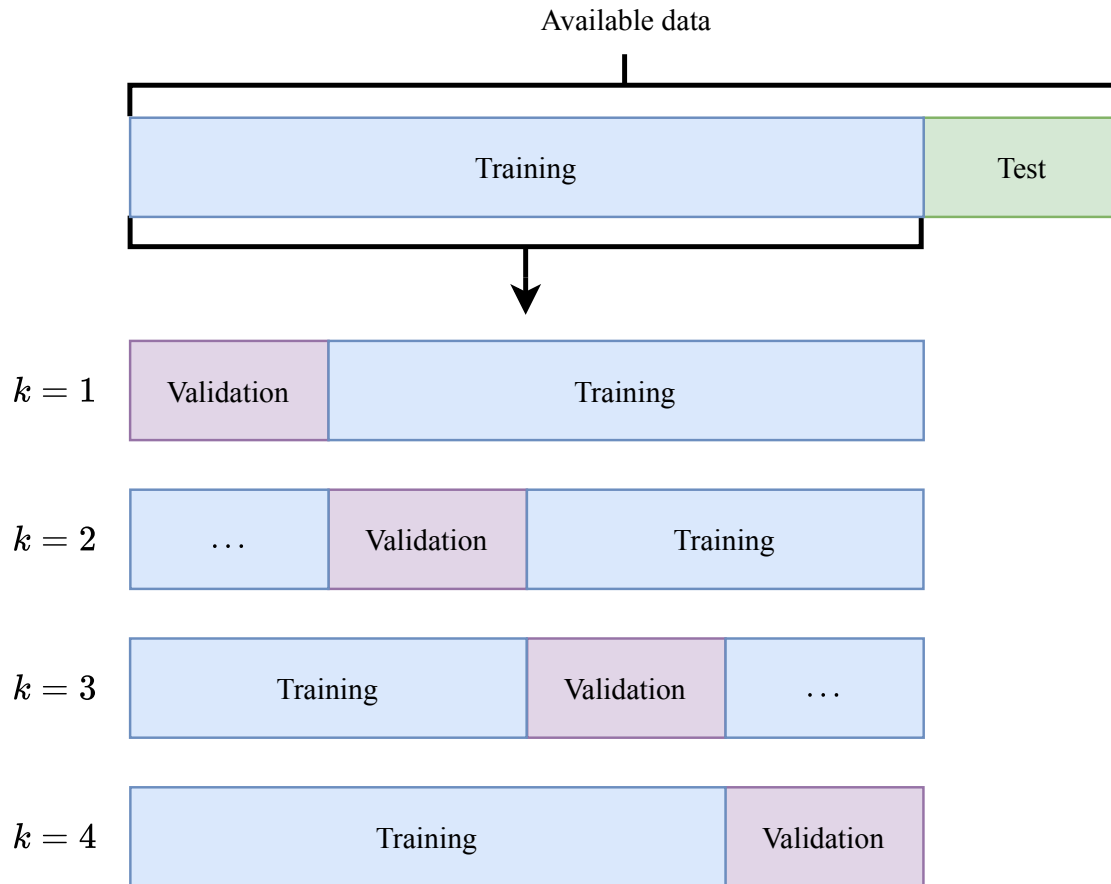 Available data
Training Test
k = 1 Validation Training
k = 2 ... Validation Training
k = 3 Training Validation ...
k = 4 Training Validation